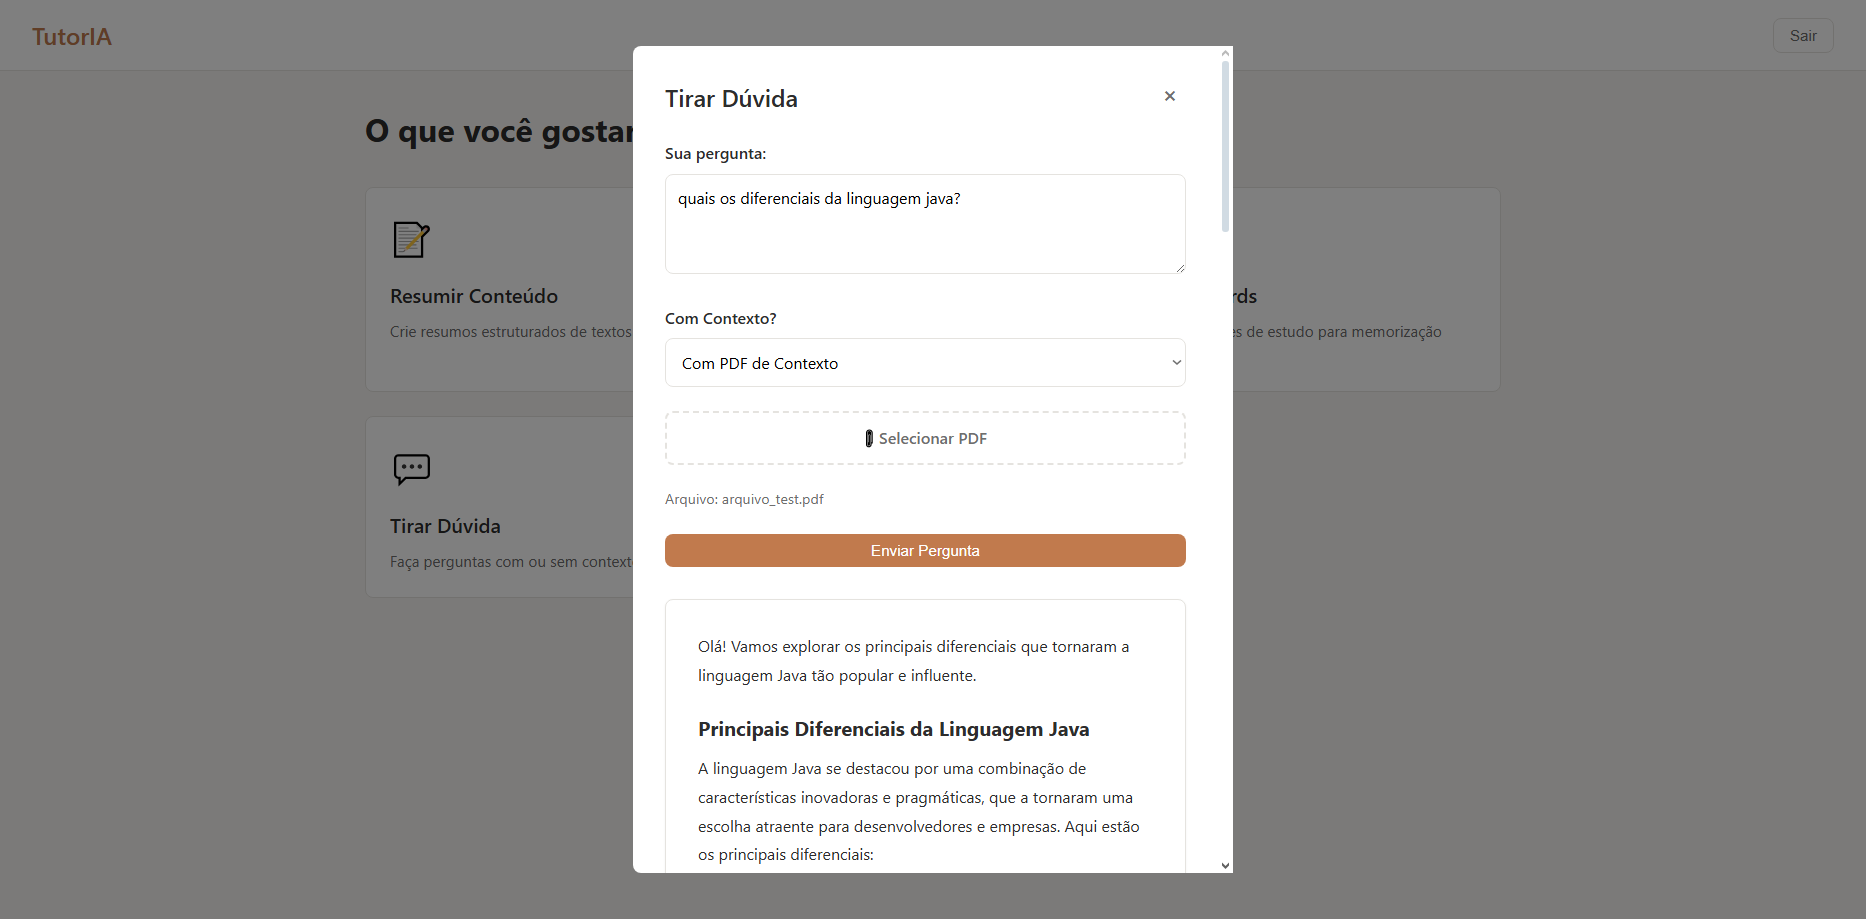 TutorIA
Sair
O que você gostar
Resumir Conteúdo
Crie resumos estruturados de textos
rds
es de estudo para memorização
Tirar Dúvida
Faça perguntas com ou sem context
Tirar Dúvida
×
Sua pergunta:
quais os diferenciais da linguagem java?
Com Contexto?
Com PDF de Contexto
Selecionar PDF
Arquivo: arquivo_test.pdf
Enviar Pergunta
Olá! Vamos explorar os principais diferenciais que tornaram a
linguagem Java tão popular e influente.
Principais Diferenciais da Linguagem Java
A linguagem Java se destacou por uma combinação de
características inovadoras e pragmáticas, que a tornaram uma
escolha atraente para desenvolvedores e empresas. Aqui estão
os principais diferenciais: